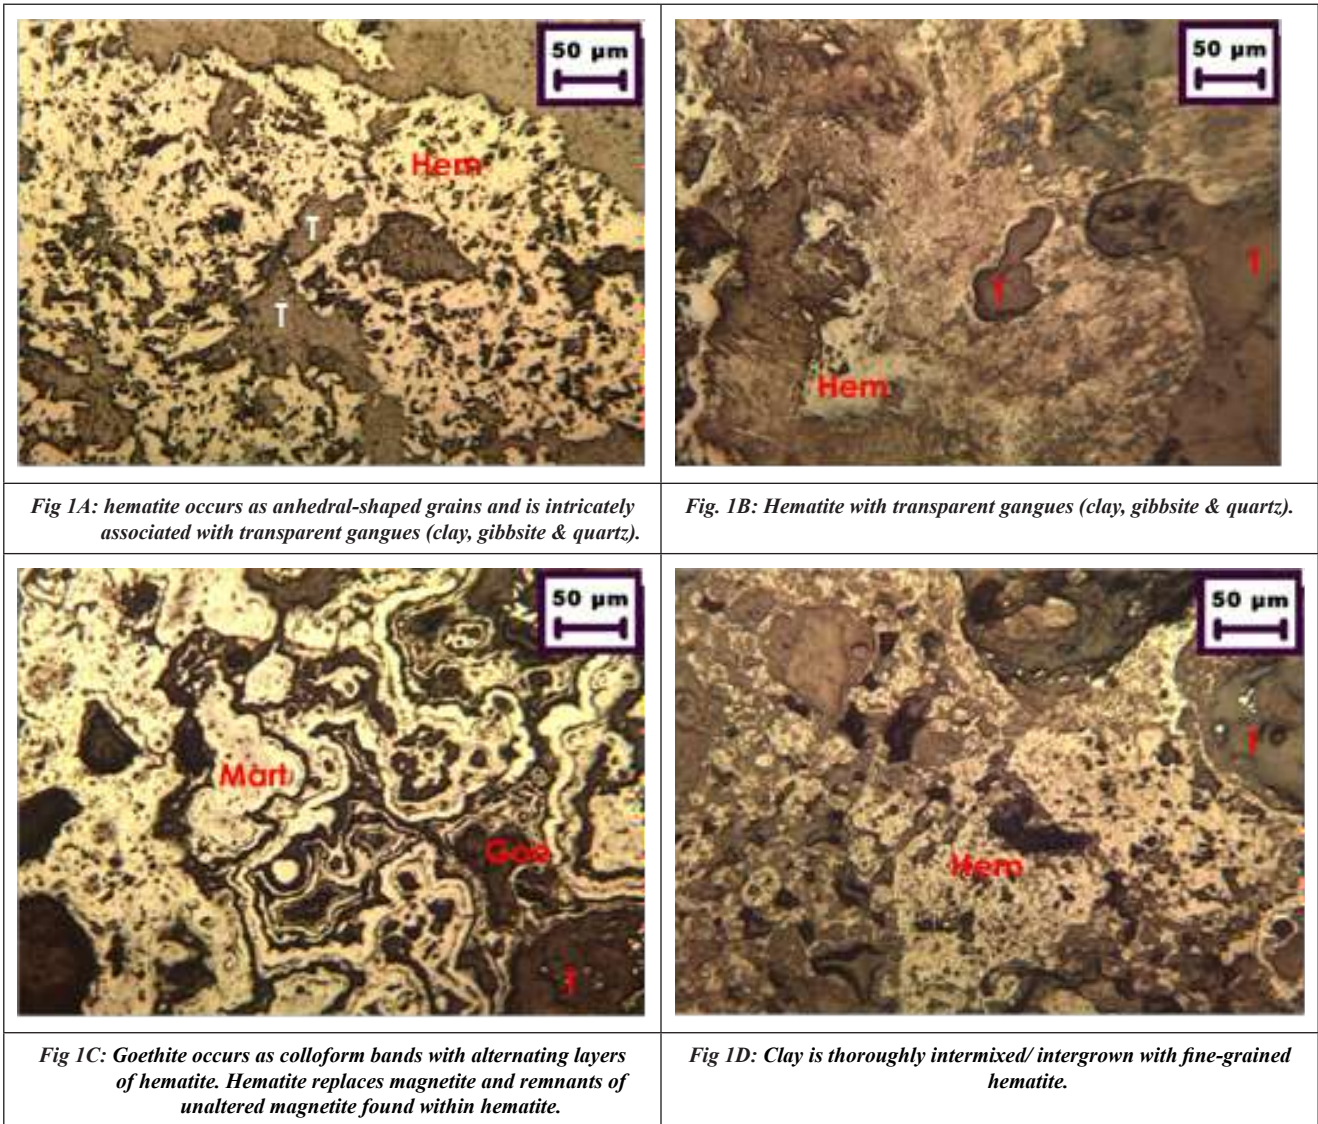 50 μm
Hem
T
T
Fig 1A: hematite occurs as anhedral-shaped grains and is intricately
associated with transparent gangues (clay, gibbsite & quartz).
50 μm
T
Hem
Fig. 1B: Hematite with transparent gangues (clay, gibbsite & quartz).
50 μm
Mart
Goe
Fig 1C: Goethite occurs as colloform bands with alternating layers
of hematite. Hematite replaces magnetite and remnants of
unaltered magnetite found within hematite.
50 μm
Hem
Fig 1D: Clay is thoroughly intermixed/ intergrown with fine-grained
hematite.